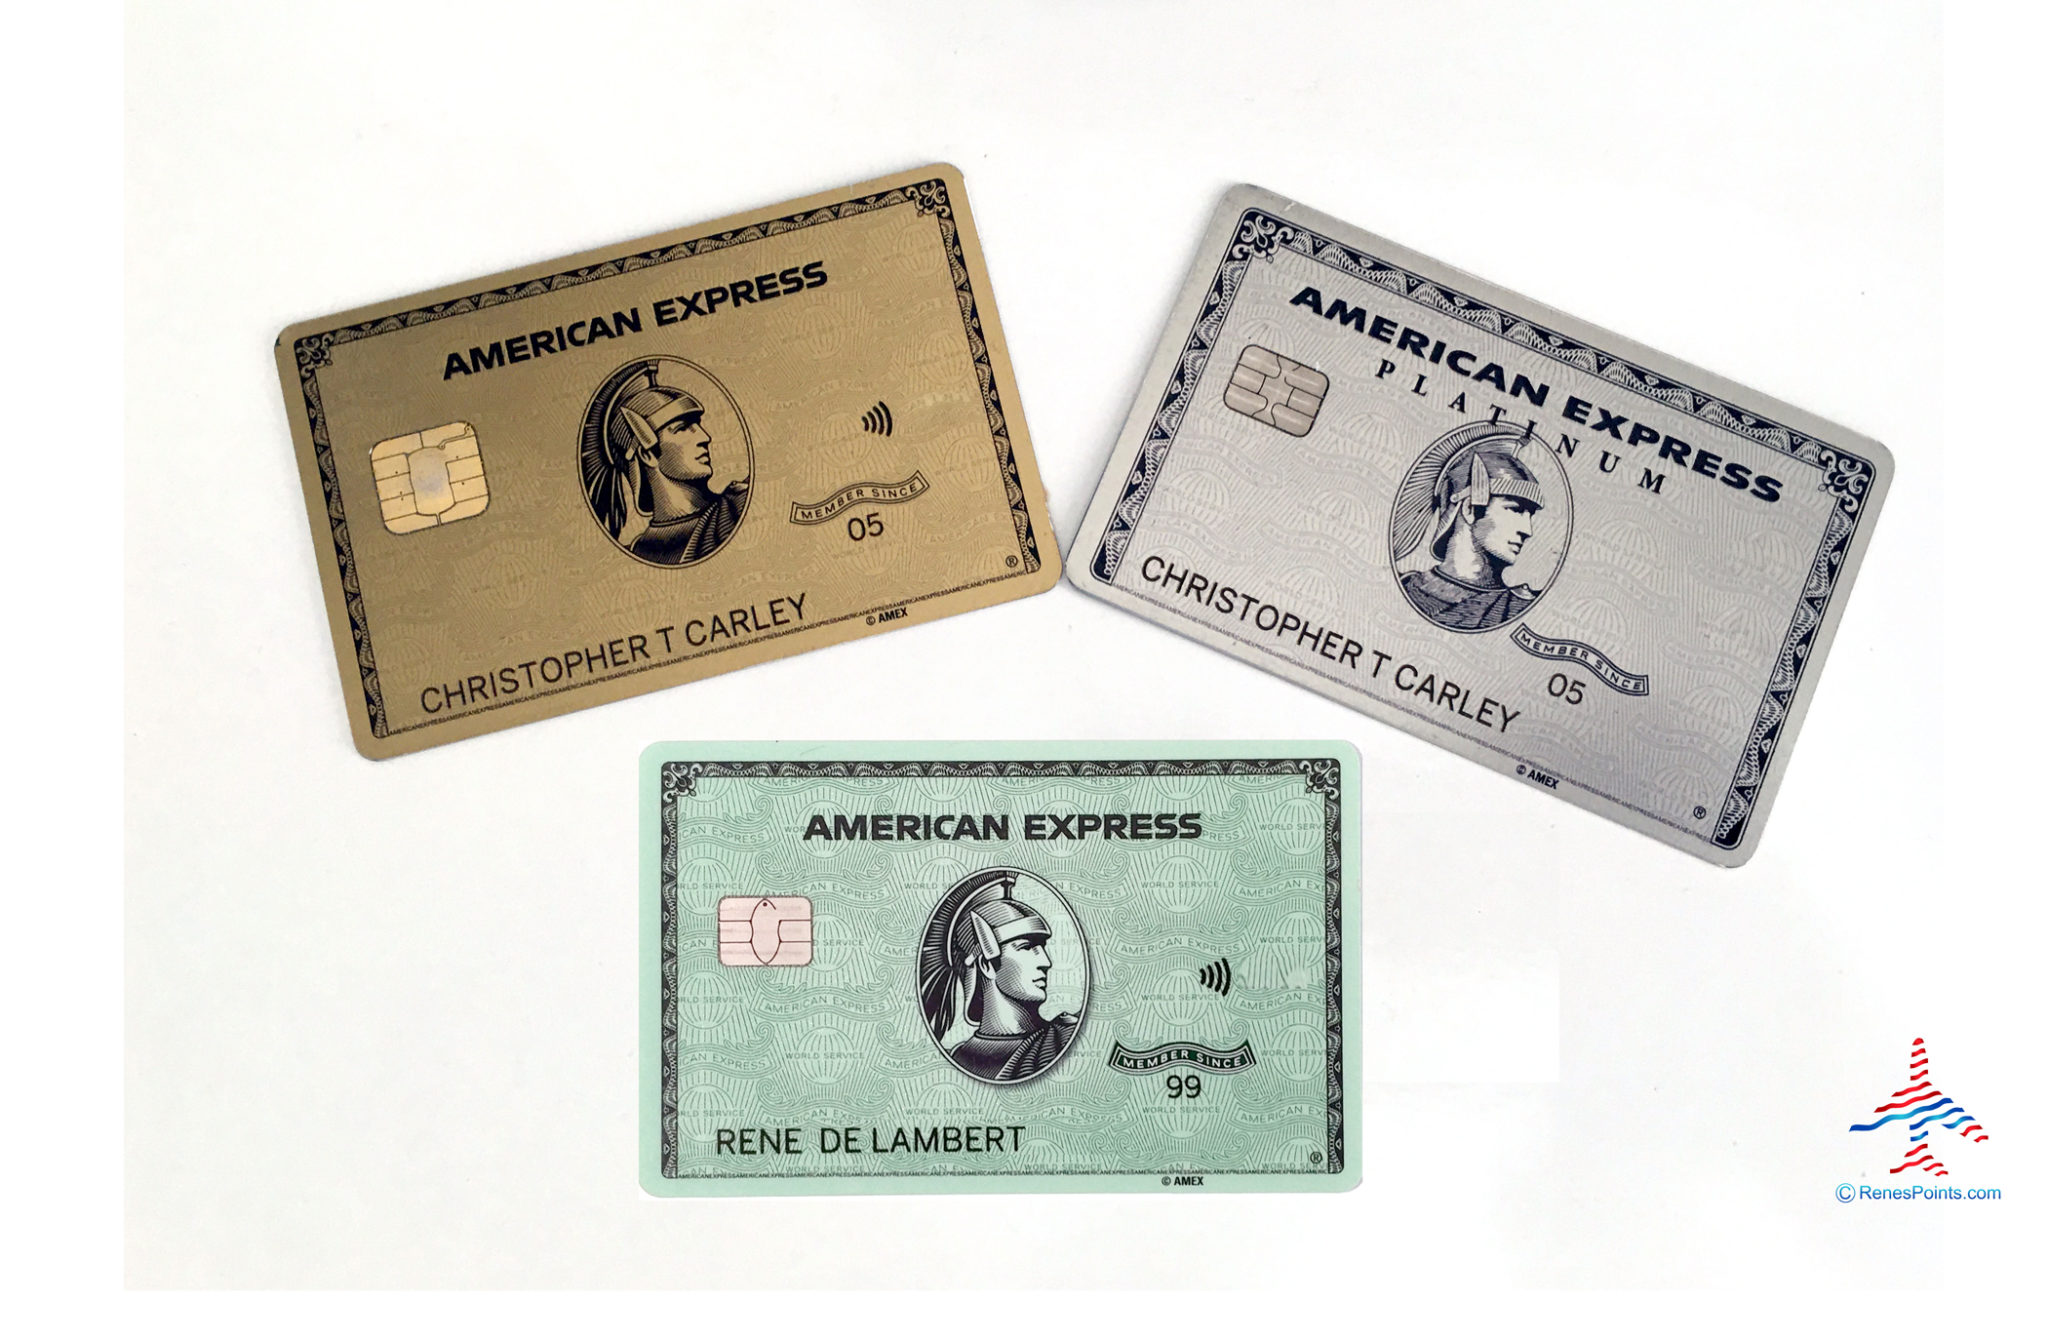 AMERICAN EXPRESS
MEMBER SINCE
05
®
CHRISTOPHER T CARLEY
© AMEX
AMERICAN EXPRESS
PLATINUM
CHRISTOPHER T CARLEY
MEMBER SINCE
05
© AMEX
®
AMERICAN EXPRESS
MEMBER SINCE
99
RENE DE LAMBERT
®
© AMEX
© RenesPoints.com